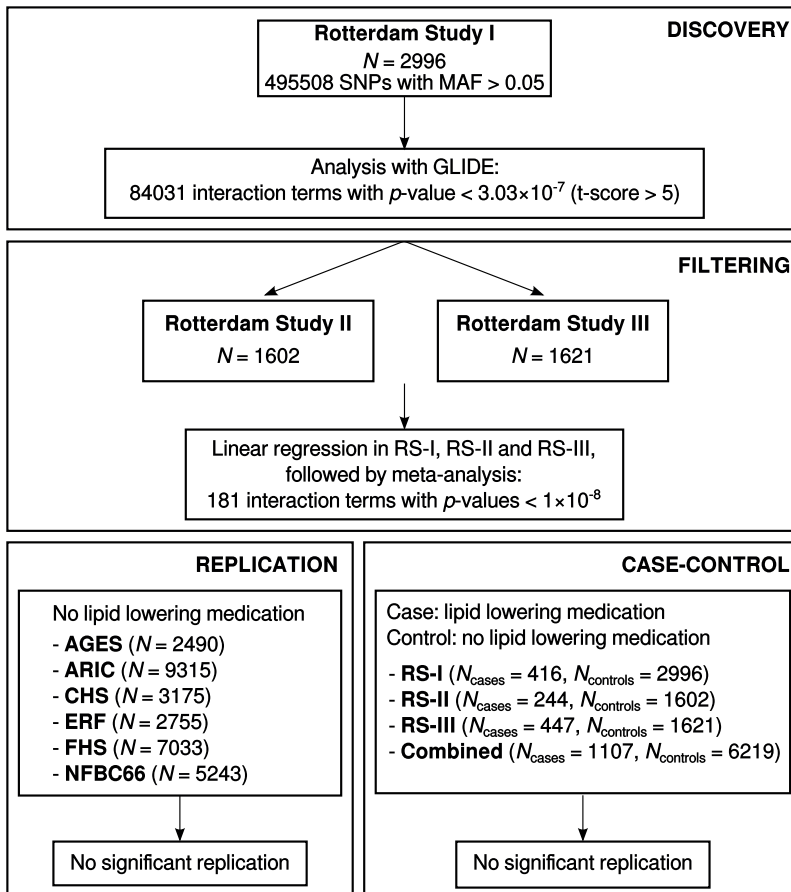 DISCOVERY
Rotterdam Study I
N = 2996
495508 SNPs with MAF > 0.05
Analysis with GLIDE:
84031 interaction terms with p-value < 3.03×10⁻⁷ (t-score > 5)
FILTERING
Rotterdam Study II
N = 1602
Rotterdam Study III
N = 1621
Linear regression in RS-I, RS-II and RS-III,
followed by meta-analysis:
181 interaction terms with p-values < 1×10⁻⁸
REPLICATION
No lipid lowering medication
- AGES (N = 2490)
- ARIC (N = 9315)
- CHS (N = 3175)
- ERF (N = 2755)
- FHS (N = 7033)
- NFBC66 (N = 5243)
No significant replication
CASE-CONTROL
Case: lipid lowering medication
Control: no lipid lowering medication
- RS-I (Ncases = 416, Ncontrols = 2996)
- RS-II (Ncases = 244, Ncontrols = 1602)
- RS-III (Ncases = 447, Ncontrols = 1621)
- Combined (Ncases = 1107, Ncontrols = 6219)
No significant replication